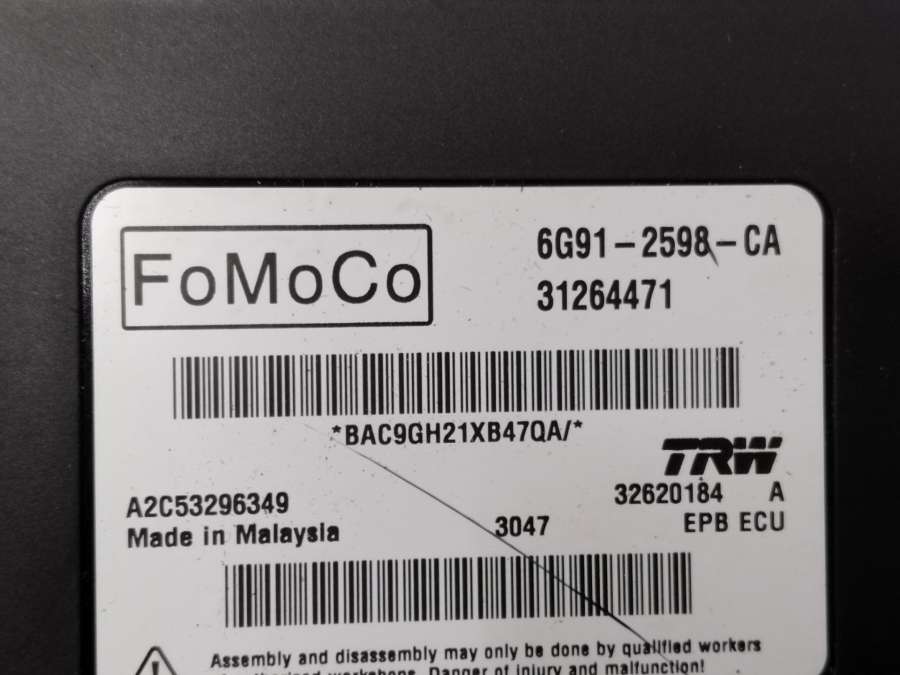 FoMoCo
6G91-2598-CA
31264471
*BAC9GH21XB47QA/*
TRW
A2C53296349
32620184 A
Made in Malaysia
3047
EPB ECU
Assembly and disassembly may only be done by qualified workers
workshops. Danger of injury and malfunction!